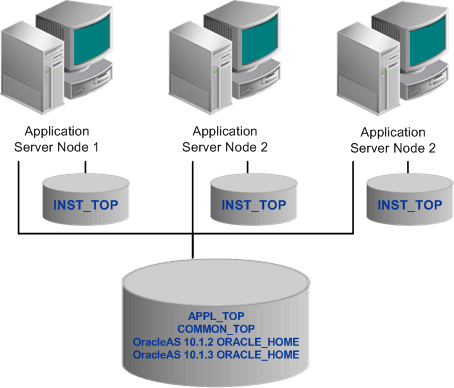 Application
Server Node 1
Application
Server Node 2
Application
Server Node 2
INST_TOP
INST_TOP
INST_TOP
APPL_TOP
COMMON_TOP
OracleAS 10.1.2 ORACLE_HOME
OracleAS 10.1.3 ORACLE_HOME